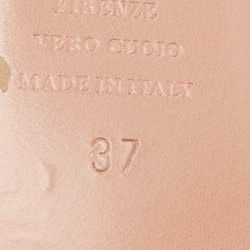 FIRENZE
VERO CUOIO
MADE IN ITALY
37